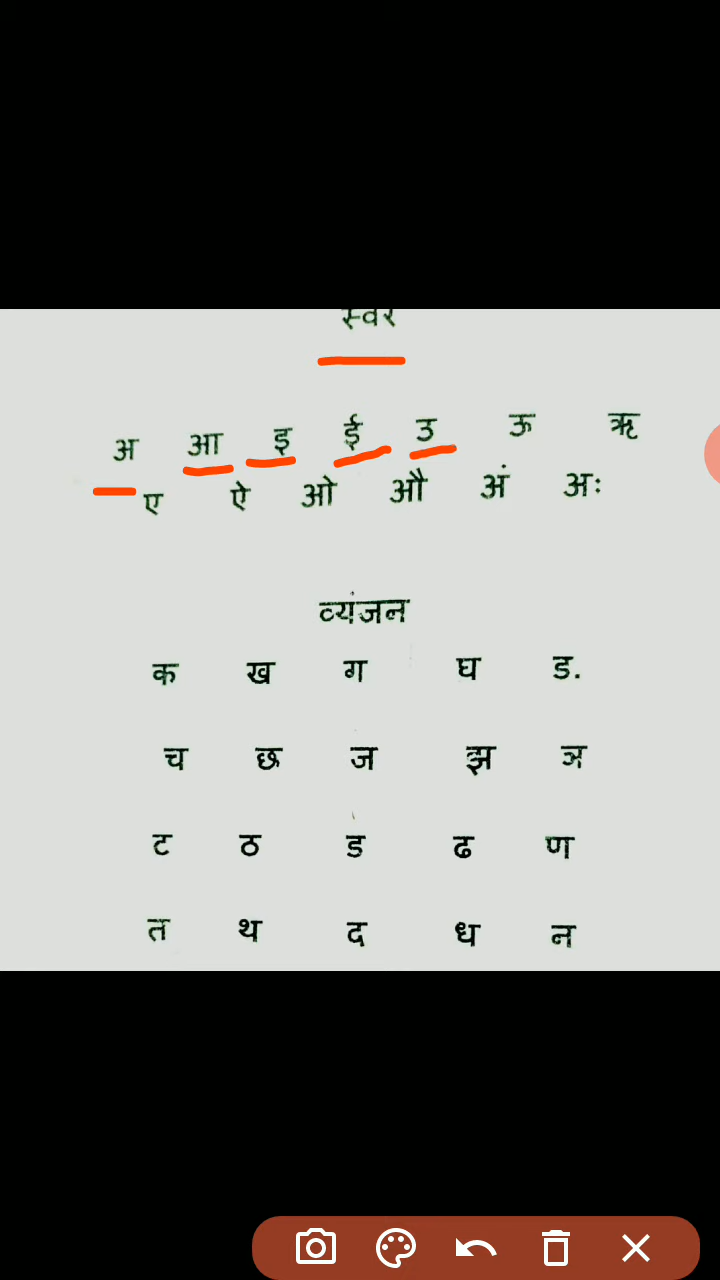 स्वर
अ आ इ ई उ ऊ ऋ
ए ऐ ओ औ अं अः
व्यंजन
क ख ग घ ड.
च छ ज झ ञ
ट ठ ड ढ ण
त थ द ध न